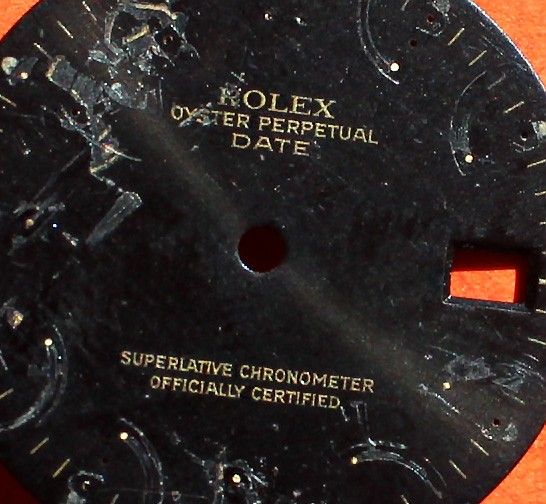 ROLEX
OYSTER PERPETUAL
DATE
SUPERLATIVE CHRONOMETER
OFFICIALLY CERTIFIED